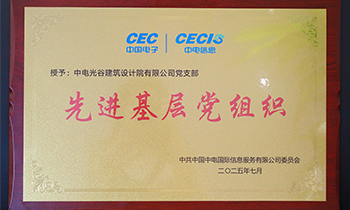 CEC CECIS
中国电子 中电信息
授予：中电光谷建筑设计院有限公司党支部
先进基层党组织
中共中国中电国际信息服务有限公司委员会
二〇二五年七月